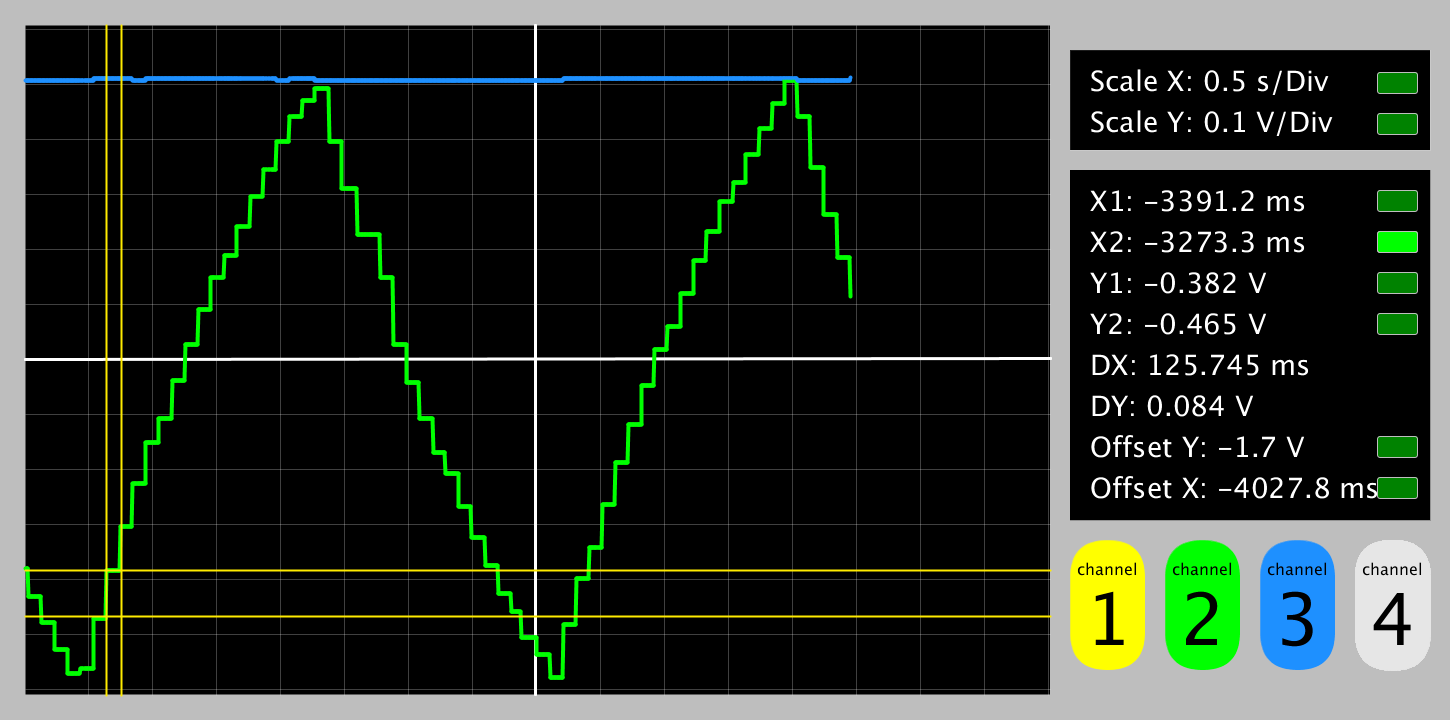 Scale X: 0.5 s/Div
Scale Y: 0.1 V/Div
X1: -3391.2 ms
X2: -3273.3 ms
Y1: -0.382 V
Y2: -0.465 V
DX: 125.745 ms
DY: 0.084 V
Offset Y: -1.7 V
Offset X: -4027.8 ms
channel channel channel channel
1 2 3 4